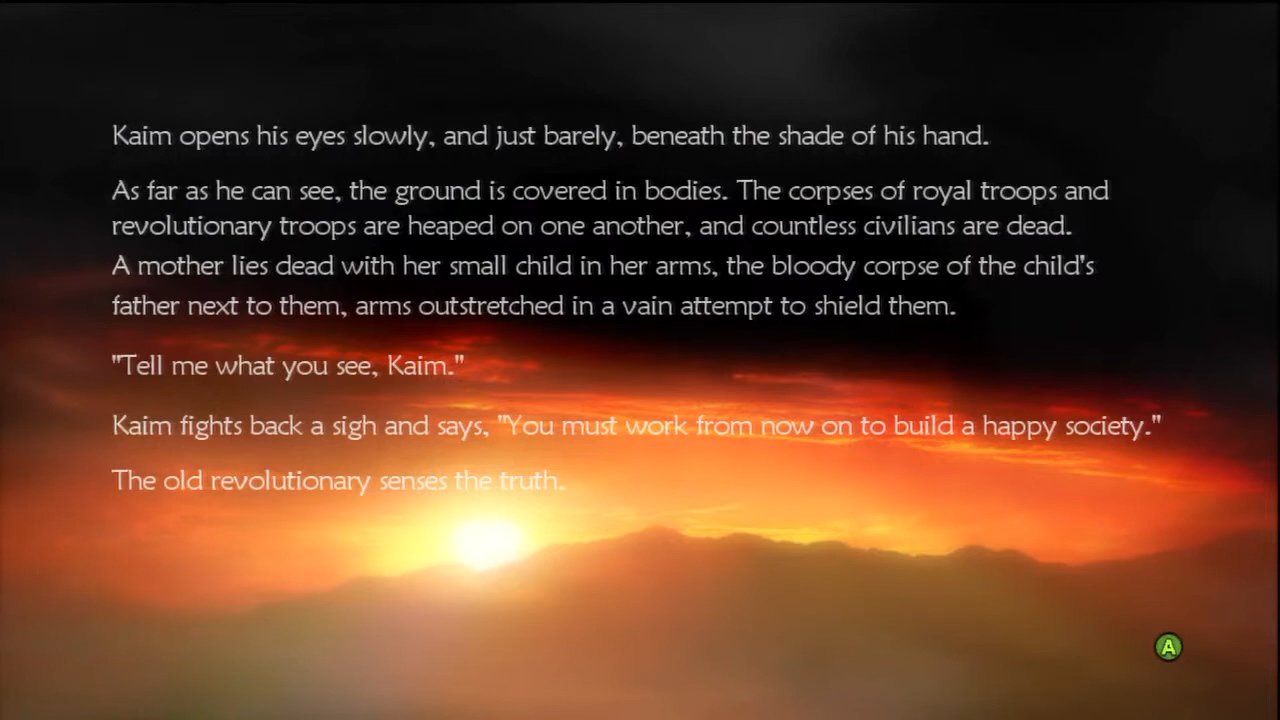 Kaim opens his eyes slowly, and just barely, beneath the shade of his hand.
As far as he can see, the ground is covered in bodies. The corpses of royal troops and
revolutionary troops are heaped on one another, and countless civilians are dead.
A mother lies dead with her small child in her arms, the bloody corpse of the child's
father next to them, arms outstretched in a vain attempt to shield them.
"Tell me what you see, Kaim."
Kaim fights back a sigh and says, "You must work from now on to build a happy society."
The old revolutionary senses the truth.
A